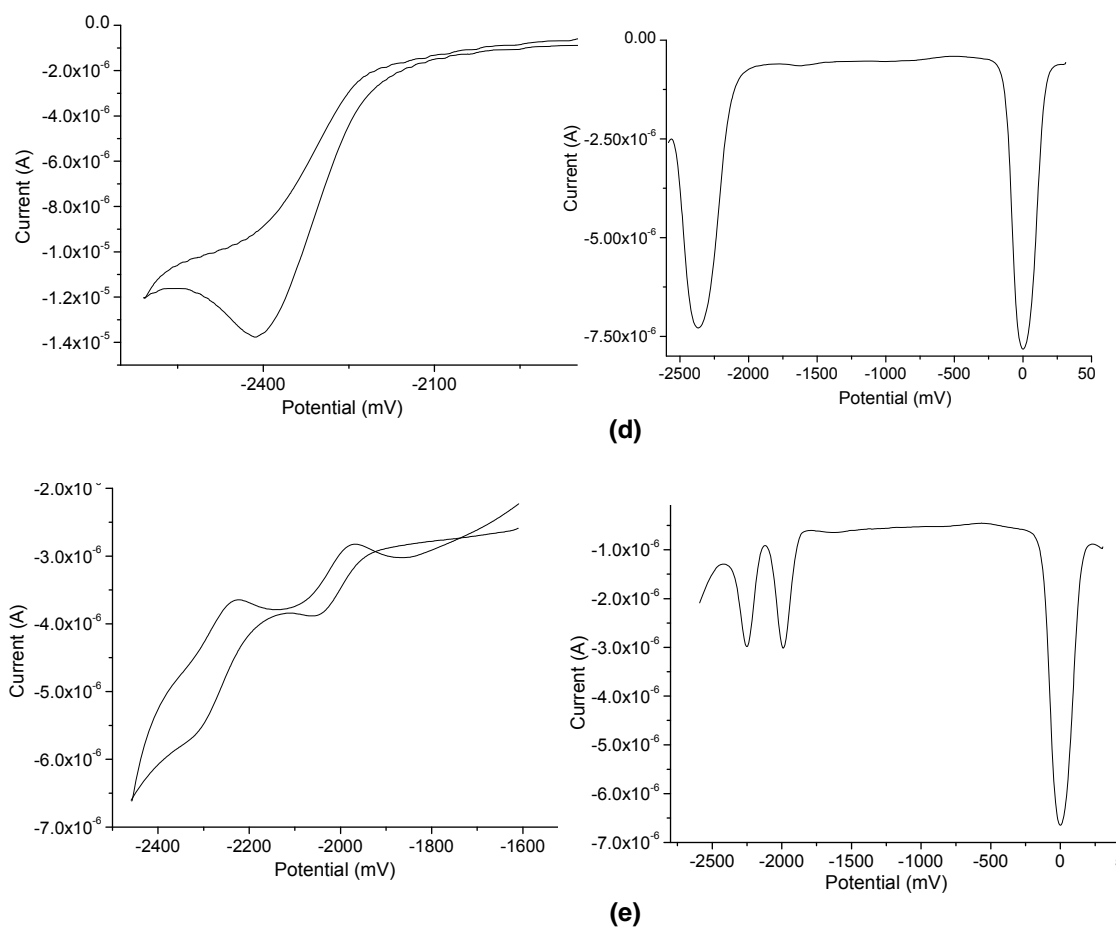 0.0
-2.0x10⁻⁶
-4.0x10⁻⁶
-6.0x10⁻⁶
-8.0x10⁻⁶
-1.0x10⁻⁵
-1.2x10⁻⁵
-1.4x10⁻⁵
Current (A)
-2400 -2100
Potential (mV)
0.00
-2.50x10⁻⁶
-5.00x10⁻⁶
-7.50x10⁻⁶
Current (A)
-2500 -2000 -1500 -1000 -500 0 50
Potential (mV)
(d)
-2.0x10
-3.0x10⁻⁶
-4.0x10⁻⁶
-5.0x10⁻⁶
-6.0x10⁻⁶
-7.0x10⁻⁶
Current (A)
-2400 -2200 -2000 -1800 -1600
Potential (mV)
-1.0x10⁻⁶
-2.0x10⁻⁶
-3.0x10⁻⁶
-4.0x10⁻⁶
-5.0x10⁻⁶
-6.0x10⁻⁶
-7.0x10⁻⁶
Current (A)
-2500 -2000 -1500 -1000 -500 0
Potential (mV)
(e)